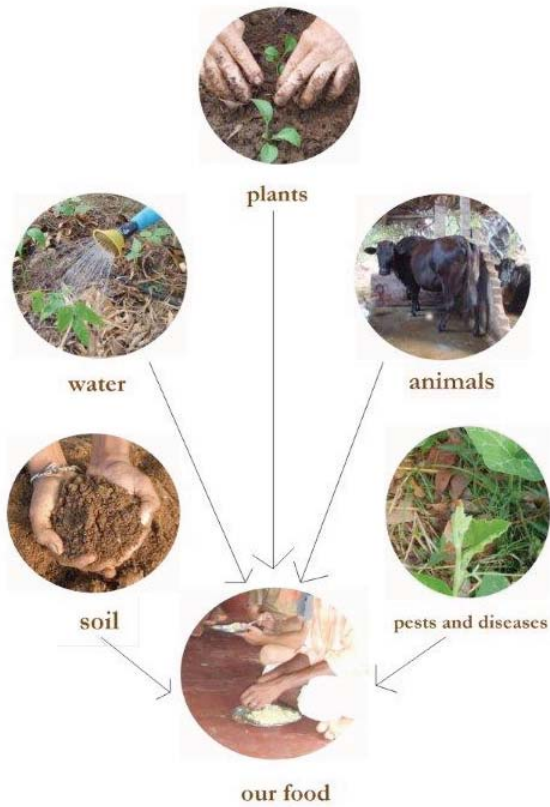 plants
water
animals
soil
pests and diseases
our food